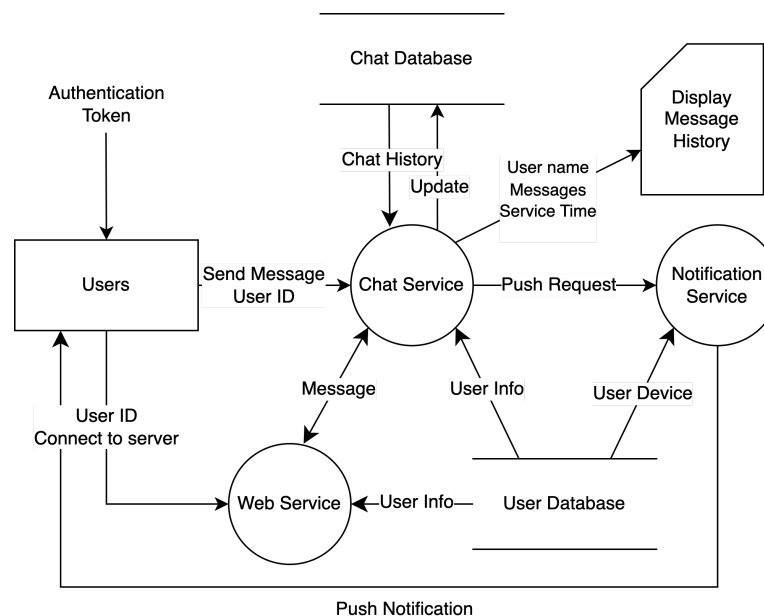 Chat Database
Authentication
Token
Display
Message
History
Chat History
Update
User name
Messages
Service Time
Users
Send Message
User ID
Chat Service
Push Request
Notification
Service
Message
User Info
User Device
User ID
Connect to server
Web Service
User Info
User Database
Push Notification